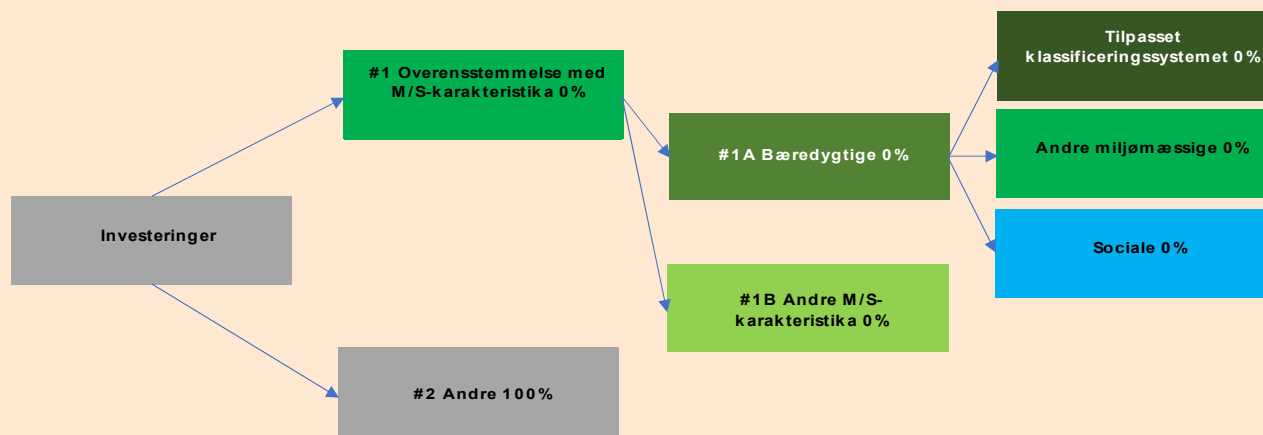 Investeringer
#1 Overensstemmelse med
M/S-karakteristika 0%
#2 Andre 100%
#1A Bæredygtige 0%
#1B Andre M/S-
karakteristika 0%
Tilpasset
klassificeringssystemet 0%
Andre miljømæssige 0%
Sociale 0%